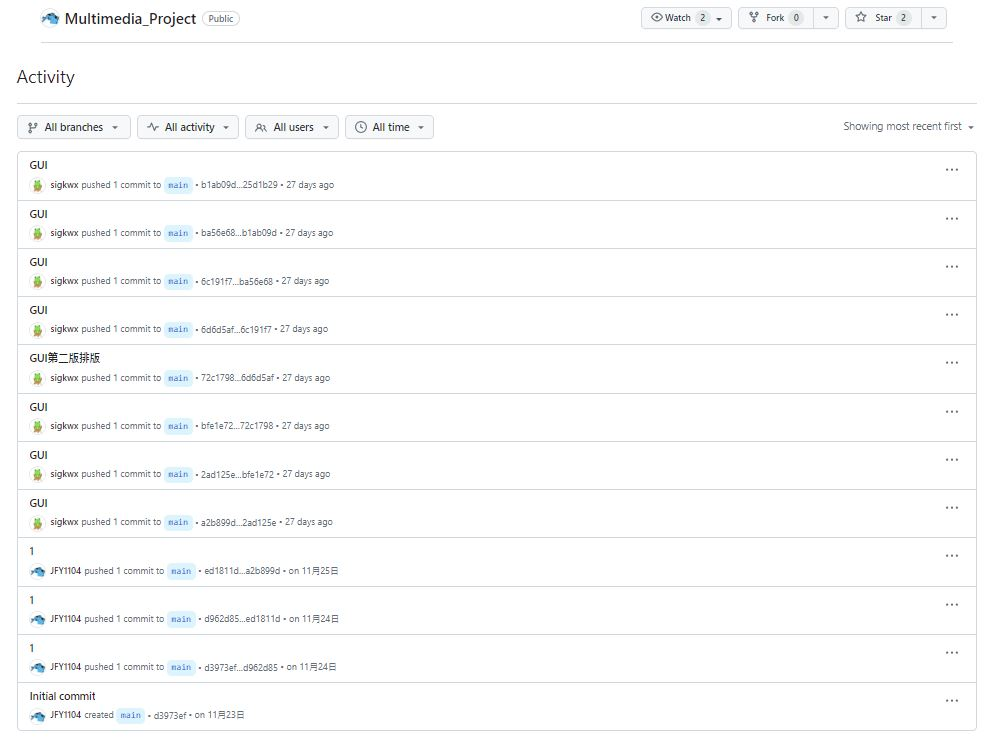 Multimedia_Project Public Watch 2 Fork 0 Star 2
Activity
All branches All activity All users All time Showing most recent first
GUI
sigkwx pushed 1 commit to main • b1ab09d...25d1b29 • 27 days ago
GUI
sigkwx pushed 1 commit to main • ba56e68...b1ab09d • 27 days ago
GUI
sigkwx pushed 1 commit to main • 6c191f7...ba56e68 • 27 days ago
GUI
sigkwx pushed 1 commit to main • 6d6d5af...6c191f7 • 27 days ago
GUI第二版排版
sigkwx pushed 1 commit to main • 72c1798...6d6d5af • 27 days ago
GUI
sigkwx pushed 1 commit to main • bfe1e72...72c1798 • 27 days ago
GUI
sigkwx pushed 1 commit to main • 2ad125e...bfe1e72 • 27 days ago
GUI
sigkwx pushed 1 commit to main • a2b899d...2ad125e • 27 days ago
1
JFY1104 pushed 1 commit to main • ed1811d...a2b899d • on 11月25日
1
JFY1104 pushed 1 commit to main • d962d85...ed1811d • on 11月24日
1
JFY1104 pushed 1 commit to main • d3973ef...d962d85 • on 11月24日
Initial commit
JFY1104 created main • d3973ef • on 11月23日